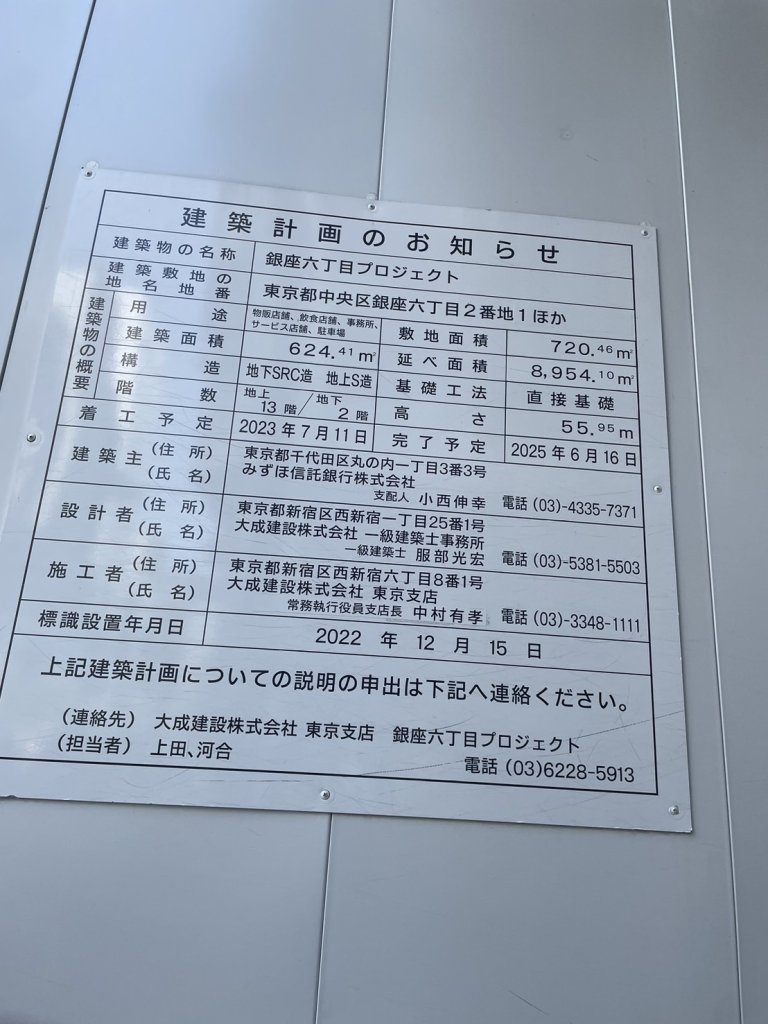 建築計画のお知らせ
建築物の名称 銀座六丁目プロジェクト
建築敷地の地名地番 東京都中央区銀座六丁目2番地1ほか
建築物の概要
用途 物販店舗、飲食店舗、事務所、サービス店舗、駐車場 敷地面積 720.46㎡
建築面積 624.41㎡ 延べ面積 8,954.10㎡
構造 地下SRC造 地上S造 基礎工法 直接基礎
階数 地上13階/地下2階 高さ 55.95m
着工予定 2023年7月11日 完了予定 2025年6月16日
建築主 (住所) 東京都千代田区丸の内一丁目3番3号
(氏名) みずほ信託銀行株式会社
支配人 小西伸幸 電話(03)-4335-7371
設計者 (住所) 東京都新宿区西新宿一丁目25番1号
(氏名) 大成建設株式会社 一級建築士事務所
一級建築士 服部光宏 電話(03)-5381-5503
施工者 (住所) 東京都新宿区西新宿六丁目8番1号
(氏名) 大成建設株式会社 東京支店
常務執行役員支店長 中村有孝 電話(03)-3348-1111
標識設置年月日 2022年12月15日
上記建築計画についての説明の申出は下記へ連絡ください。
(連絡先) 大成建設株式会社 東京支店 銀座六丁目プロジェクト
(担当者) 上田、河合 電話(03)6228-5913